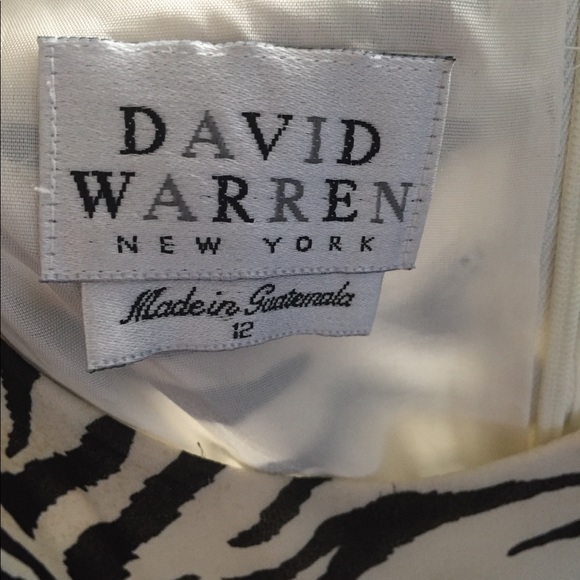 DAVID
WARREN
NEW YORK
Made in Guatemala
12